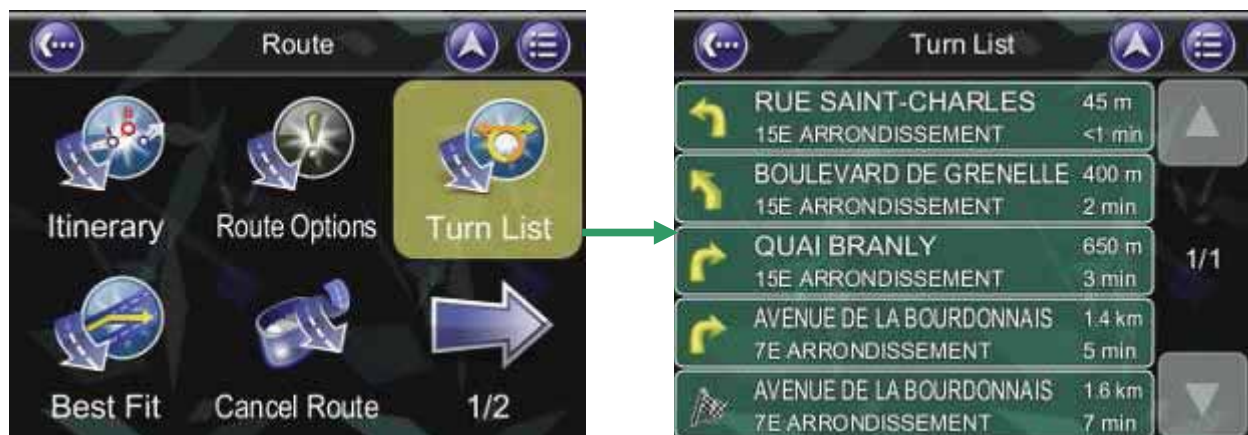 Route
Itinerary
Route Options
Turn List
Best Fit
Cancel Route
1/2
Turn List
RUE SAINT-CHARLES 45 m
15E ARRONDISSEMENT <1 min
BOULEVARD DE GRENELLE 400 m
15E ARRONDISSEMENT 2 min
QUAI BRANLY 650 m
15E ARRONDISSEMENT 3 min
1/1
AVENUE DE LA BOURDONNAIS 1.4 km
7E ARRONDISSEMENT 5 min
AVENUE DE LA BOURDONNAIS 1.6 km
7E ARRONDISSEMENT 7 min